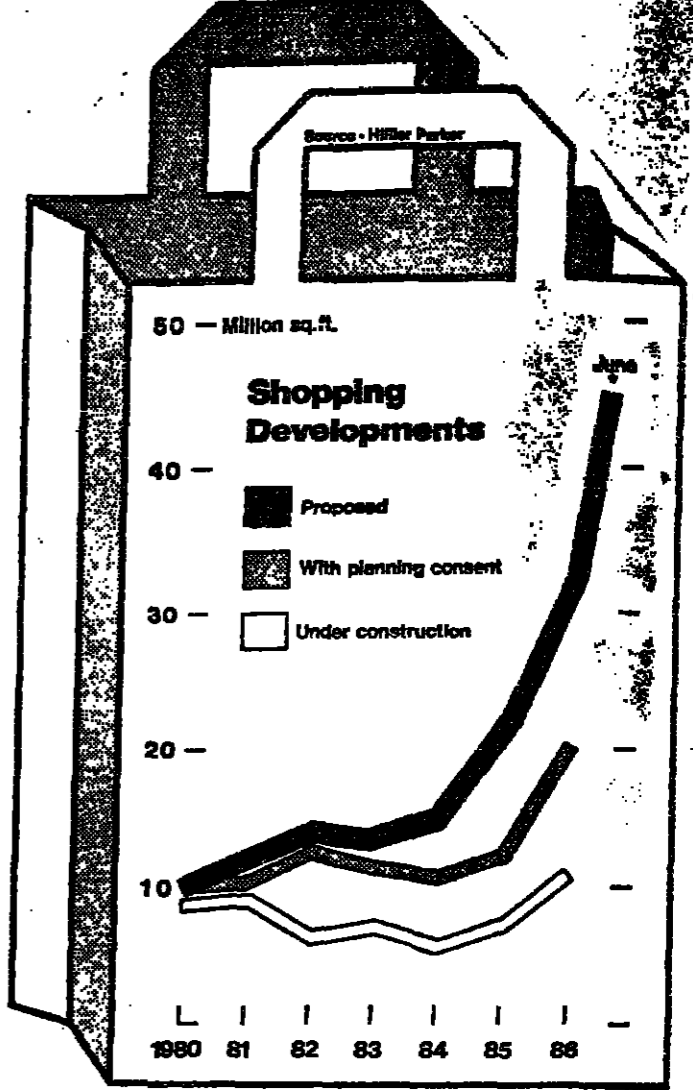 Source - Hillier Parker
50 — Million sq.ft.
June
Shopping
Developments
40
Proposed
With planning consent
30
Under construction
20
10
1980 81 82 83 84 85 86